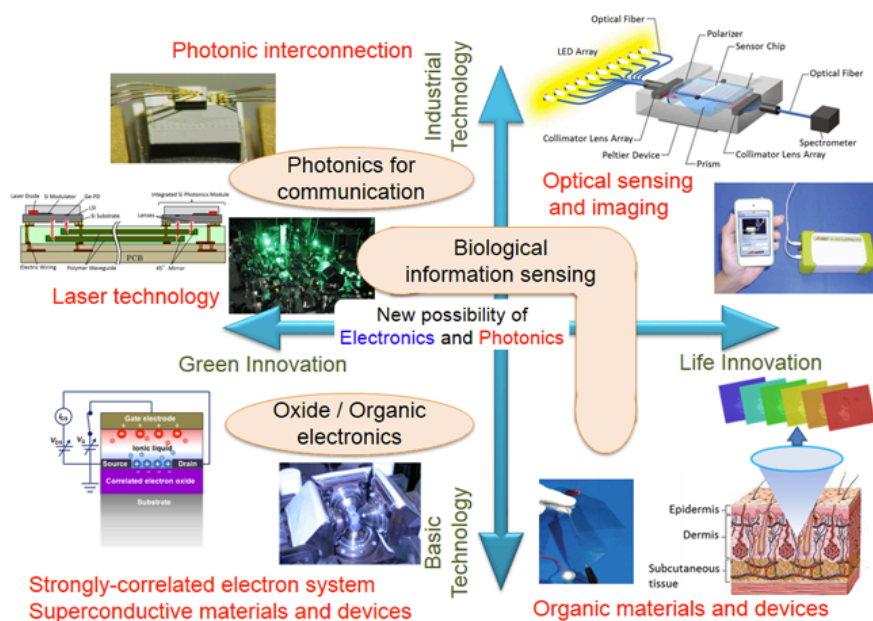 Photonic interconnection
Industrial
Technology
Optical Fiber
Polarizer
LED Array
Sensor Chip
Optical Fiber
Collimator Lens Array
Peltier Device
Prism
Collimator Lens Array
Spectrometer
Photonics for
communication
Optical sensing
and imaging
Laser Diode
Si Modulator
Ge-PD
LSI
Si Substrate
Integrated Si Photonics Module
Lenses
Electric Wiring
Polymer Waveguide
PCB
45° Mirror
Laser technology
Biological
information sensing
New possibility of
Electronics and Photonics
Green Innovation
Life Innovation
Oxide / Organic
electronics
IDS
VDS
VG
Gate electrode
Ionic liquid
Source
Drain
Correlated electron oxide
Substrate
Basic
Technology
Epidermis
Dermis
Subcutaneous
tissue
Strongly-correlated electron system
Superconductive materials and devices
Organic materials and devices